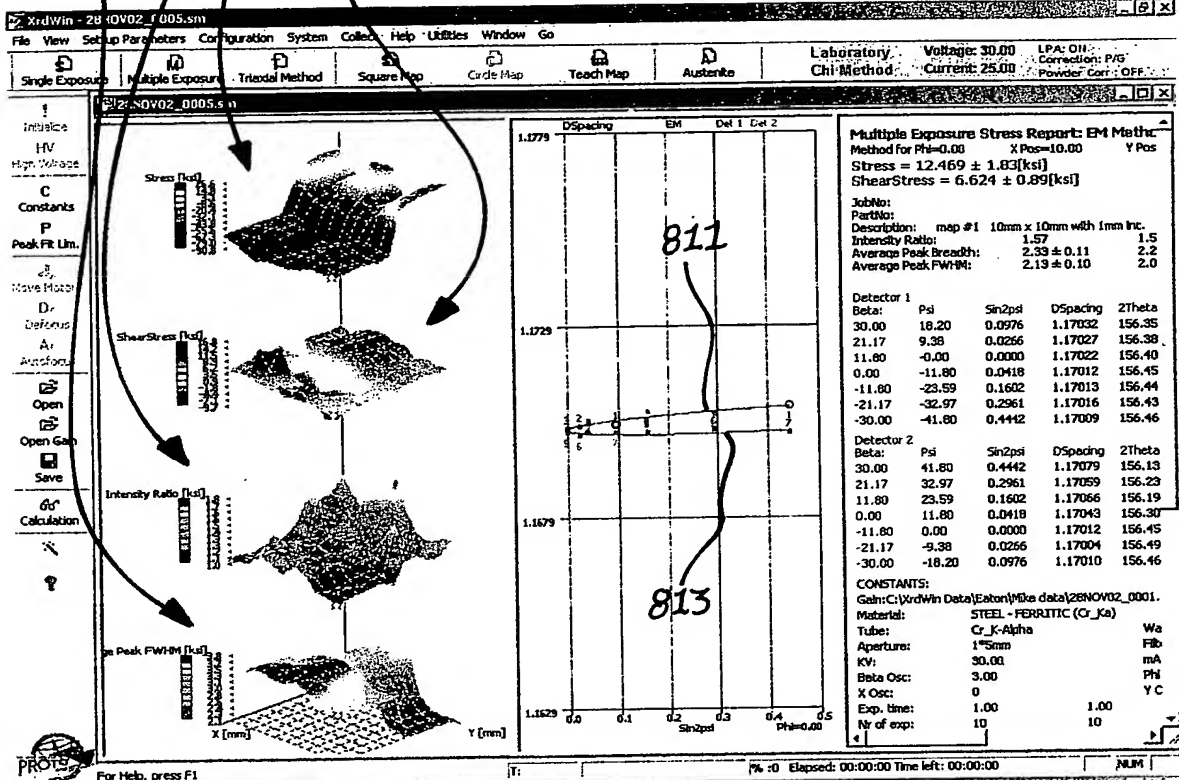 XrdWin - 28NOV02_0005.sm
File View Setup Parameters Configuration System Collect Help Utilities Window Go
Single Exposure Multiple Exposure Triaxial Method Square Map Circle Map Teach Map Austenite
Laboratory Voltage: 30.00 LPA: ON
Chi Method Current: 25.00 Correction: P/G
Powder Corr: OFF
28NOV02_0005.sm
Initialize
HV
High Voltage
C
Constants
P
Peak Fit Lim.
Move Motor
Defocus
Autofocus
Open
Open Gain
Save
Calculation
Stress [ksi]
ShearStress [ksi]
Intensity Ratio [ksi]
ge Peak FWHM [ksi]
X [mm]
Y [mm]
DSpacing EM Det 1 Det 2
1.1779
1.1729
1.1679
1.1629
811
813
0.0 0.1 0.2 0.3 0.4 0.5
Sin2psi Phi=0.00
Multiple Exposure Stress Report: EM Metho
Method for Phi=0.00 X Pos=10.00 Y Pos
Stress = 12.469 ± 1.83[ksi]
ShearStress = 6.624 ± 0.89[ksi]
JobNo:
PartNo:
Description: map #1 10mm x 10mm with 1mm inc.
Intensity Ratio: 1.57 1.5
Average Peak Breadth: 2.33 ± 0.11 2.2
Average Peak FWHM: 2.13 ± 0.10 2.0
Detector 1
Beta: Psi Sin2psi DSpacing 2Theta
30.00 18.20 0.0976 1.17032 156.35
21.17 9.38 0.0266 1.17027 156.38
11.80 -0.00 0.0000 1.17022 156.40
0.00 -11.80 0.0418 1.17012 156.45
-11.80 -23.59 0.1602 1.17013 156.44
-21.17 -32.97 0.2961 1.17016 156.43
-30.00 -41.80 0.4442 1.17009 156.46
Detector 2
Beta: Psi Sin2psi DSpacing 2Theta
30.00 41.80 0.4442 1.17079 156.13
21.17 32.97 0.2961 1.17059 156.23
11.80 23.59 0.1602 1.17066 156.19
0.00 11.80 0.0418 1.17043 156.30
-11.80 0.00 0.0000 1.17012 156.45
-21.17 -9.38 0.0266 1.17004 156.49
-30.00 -18.20 0.0976 1.17010 156.46
CONSTANTS:
Gain:C:\XrdWin Data\Eaton\Mike data\28NOV02_0001.
Material: STEEL - FERRITIC (Cr_Ka)
Tube: Cr_K-Alpha Wa
Aperture: 1*5mm Filt
KV: 30.00 mA
Beta Osc: 3.00 Phi
X Osc: 0 Y C
Exp. time: 1.00 1.00
Nr of exp: 10 10
PROTO
For Help, press F1
T:
% :0 Elapsed: 00:00:00 Time left: 00:00:00
NUM